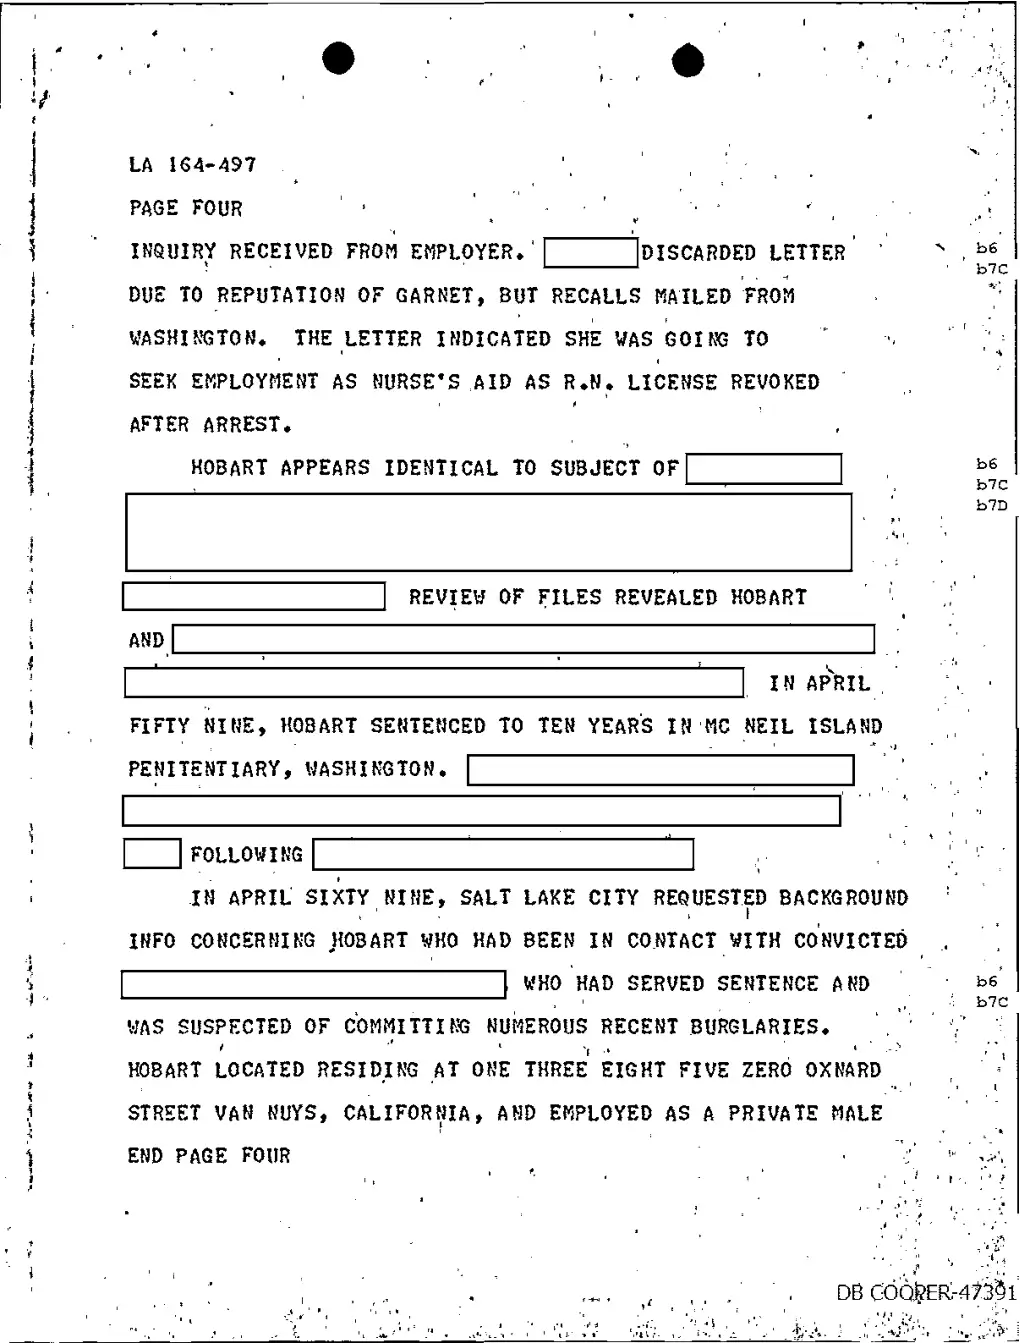 LA 164-497
PAGE FOUR
INQUIRY RECEIVED FROM EMPLOYER. DISCARDED LETTER b6
b7C
DUE TO REPUTATION OF GARNET, BUT RECALLS MAILED FROM
WASHINGTON. THE LETTER INDICATED SHE WAS GOING TO
SEEK EMPLOYMENT AS NURSE'S AID AS R.N. LICENSE REVOKED
AFTER ARREST.
HOBART APPEARS IDENTICAL TO SUBJECT OF b6
b7C
b7D
REVIEW OF FILES REVEALED HOBART
AND
IN APRIL
FIFTY NINE, HOBART SENTENCED TO TEN YEARS IN MC NEIL ISLAND
PENITENTIARY, WASHINGTON.
FOLLOWING
IN APRIL SIXTY NINE, SALT LAKE CITY REQUESTED BACKGROUND
INFO CONCERNING HOBART WHO HAD BEEN IN CONTACT WITH CONVICTED
WHO HAD SERVED SENTENCE AND b6
b7C
WAS SUSPECTED OF COMMITTING NUMEROUS RECENT BURGLARIES.
HOBART LOCATED RESIDING AT ONE THREE EIGHT FIVE ZERO OXNARD
STREET VAN NUYS, CALIFORNIA, AND EMPLOYED AS A PRIVATE MALE
END PAGE FOUR
DB COOPER-47391